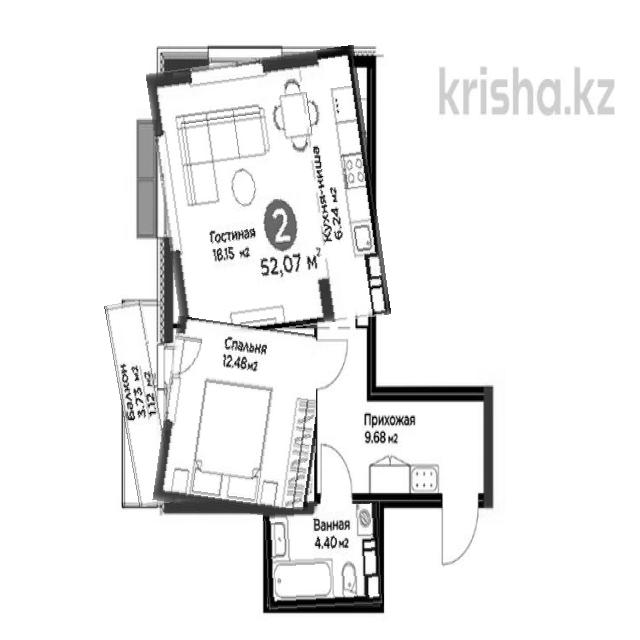 krisha.kz
Кухня-ниша
6.24 м2
2
Гостиная
18.15 м2
52,07 м2
Спальня
12.48 м2
Балкон
3.73 м2
1.12 м2
Прихожая
9.68 м2
Ванная
4.40 м2